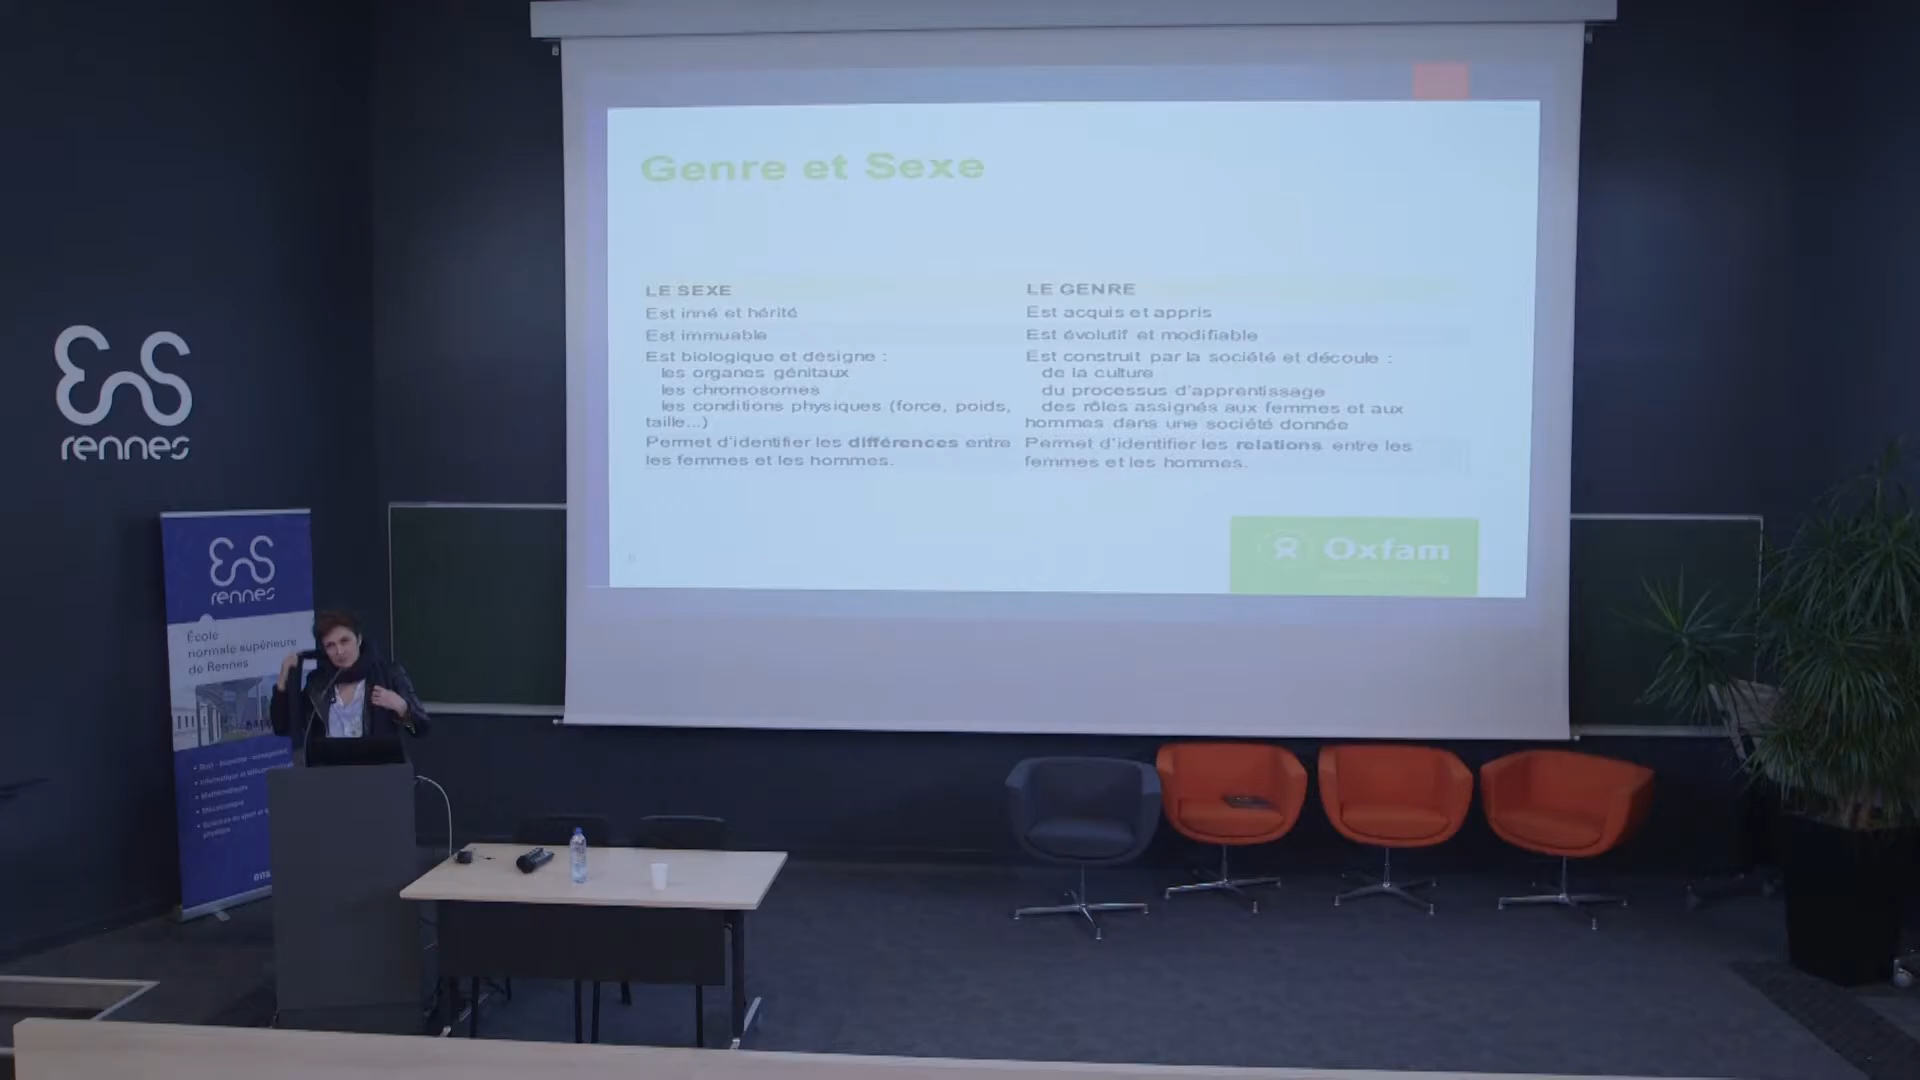 Genre et Sexe
LE SEXE
Est inné et hérité
Est immuable
Est biologique et désigne :
les organes génitaux
les chromosomes
les conditions physiques (force, poids,
taille...)
Permet d'identifier les différences entre
les femmes et les hommes.
LE GENRE
Est acquis et appris
Est évolutif et modifiable
Est construit par la société et découle :
de la culture
du processus d'apprentissage
des rôles assignés aux femmes et aux
hommes dans une société donnée
Permet d'identifier les relations entre les
femmes et les hommes.
Oxfam
ens
rennes
ens
rennes
École
normale supérieure
de Rennes
• Mathématiques
• Mécatronique